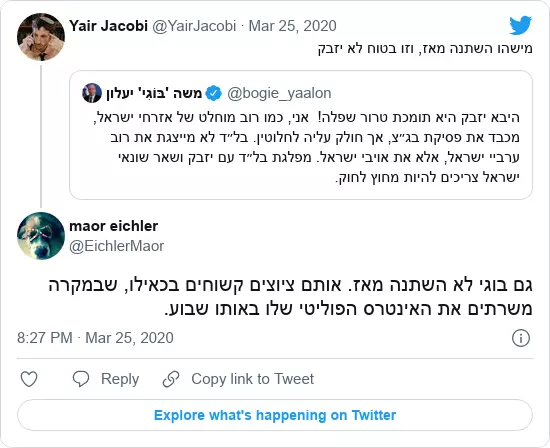 Yair Jacobi @YairJacobi · Mar 25, 2020
מישהו השתנה מאז, וזו בטוח לא יזבק
משה 'בּוֹגִי' יעלון @bogie_yaalon
היבא יזבק היא תומכת טרור שפלה! אני, כמו רוב מוחלט של אזרחי ישראל,
מכבד את פסיקת בג״צ, אך חולק עליה לחלוטין. בל״ד לא מייצגת את רוב
ערביי ישראל, אלא את אויבי ישראל. מפלגת בל״ד עם יזבק ושאר שונאי
ישראל צריכים להיות מחוץ לחוק.
maor eichler
@EichlerMaor
גם בוגי לא השתנה מאז. אותם ציוצים קשוחים בכאילו, שבמקרה
משרתים את האינטרס הפוליטי שלו באותו שבוע.
8:27 PM · Mar 25, 2020
Reply Copy link to Tweet
Explore what's happening on Twitter